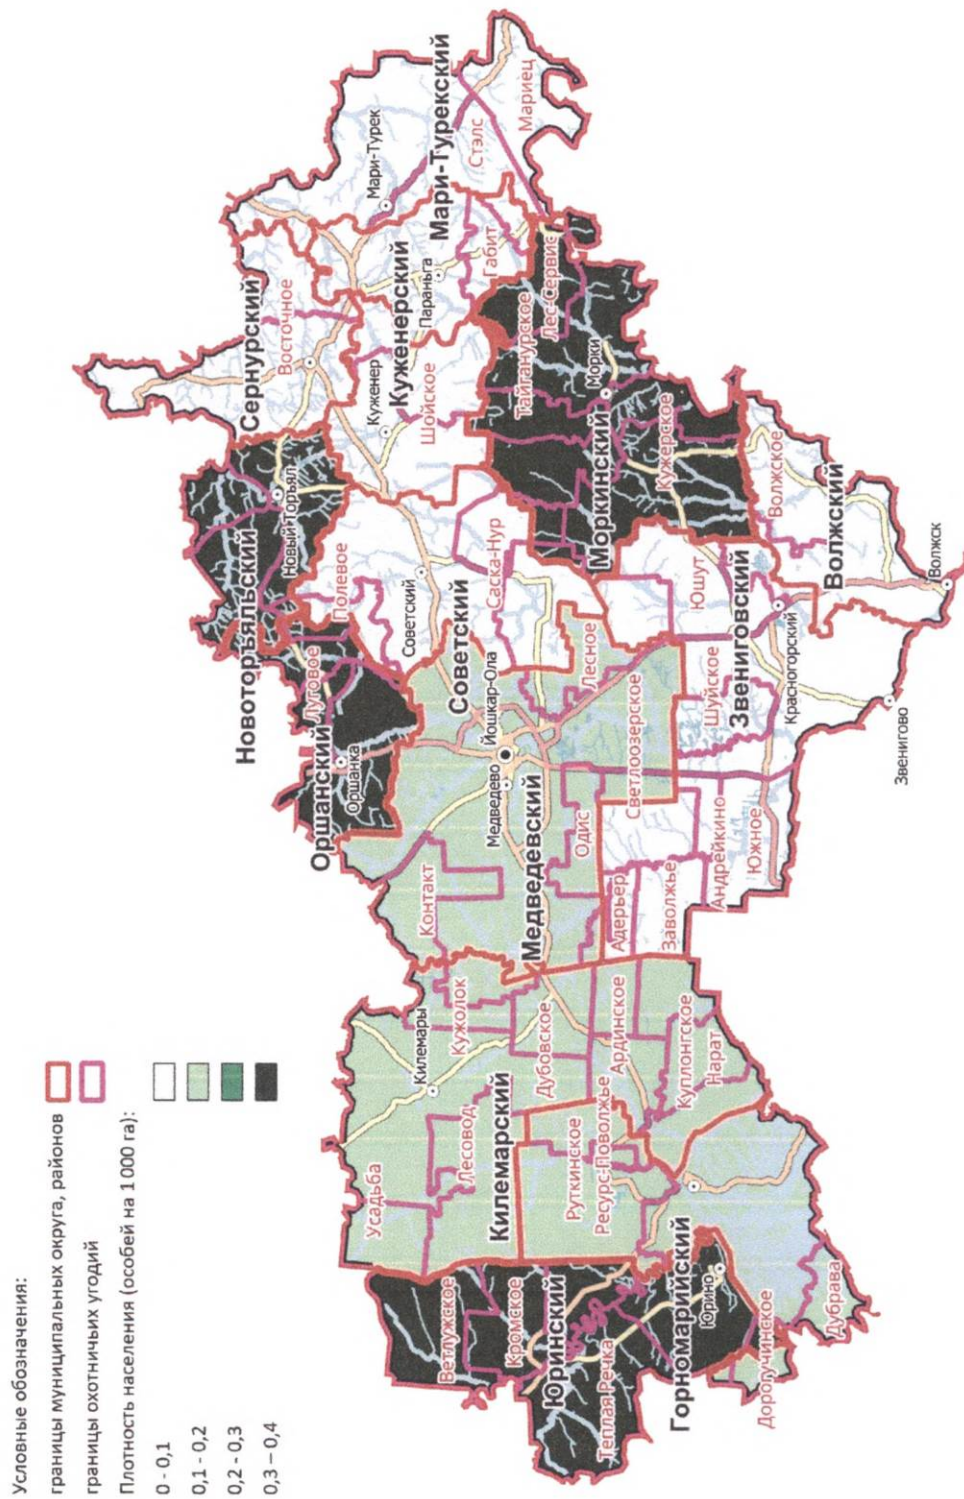 Условные обозначения:
границы муниципальных округа, районов
границы охотничьих угодий
Плотность населения (особей на 1000 га):
0 - 0,1
0,1 - 0,2
0,2 - 0,3
0,3 – 0,4
Усадьба
Лесовод
Килемары
Кужолок
Килемарский
Дубовское
Руткинское
Ресурс-Поволжье
Ардинское
Куплонгское
Нарат
Ветлужское
Кромское
Юринский
Теплая Речка
Юрино
Горномарийский
Дорогучинское
Дубрава
Контакт
Медведевский
Медведево
Йошкар-Ола
Одис
Светлоозерское
Лесное
Адерьер
Заволжье
Андрейкино
Южное
Оршанский
Оршанка
Луговое
Новоторъяльский
Новый Торъял
Полевое
Советский
Советский
Саска-Нур
Сернурский
Восточное
Куженер
Куженерский
Шойское
Параньга
Габит
Мари-Турек
Мари-Турекский
Стэлс
Мариец
Тайганурское
Лес-Сервис
Морки
Моркинский
Кужерское
Юшут
Шуйское
Звениговский
Красногорский
Звенигово
Волжское
Волжский
Волжск